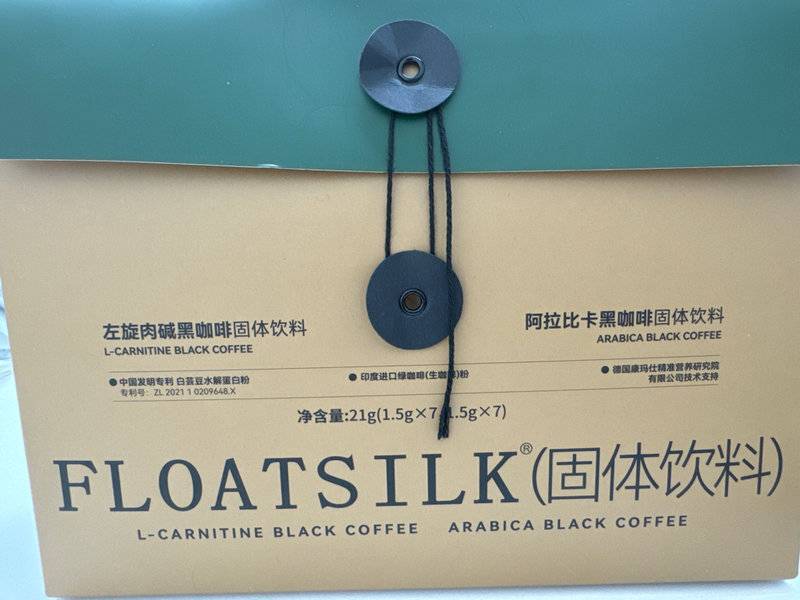 左旋肉碱黑咖啡固体饮料
L-CARNITINE BLACK COFFEE
阿拉比卡黑咖啡固体饮料
ARABICA BLACK COFFEE
●中国发明专利 白芸豆水解蛋白粉
专利号：ZL 2021 1 0209648.X
●印度进口绿咖啡(生咖啡)粉
●德国康玛仕精准营养研究院
有限公司技术支持
净含量:21g(1.5g×7 1.5g×7)
FLOATSILK®(固体饮料)
L-CARNITINE BLACK COFFEE ARABICA BLACK COFFEE